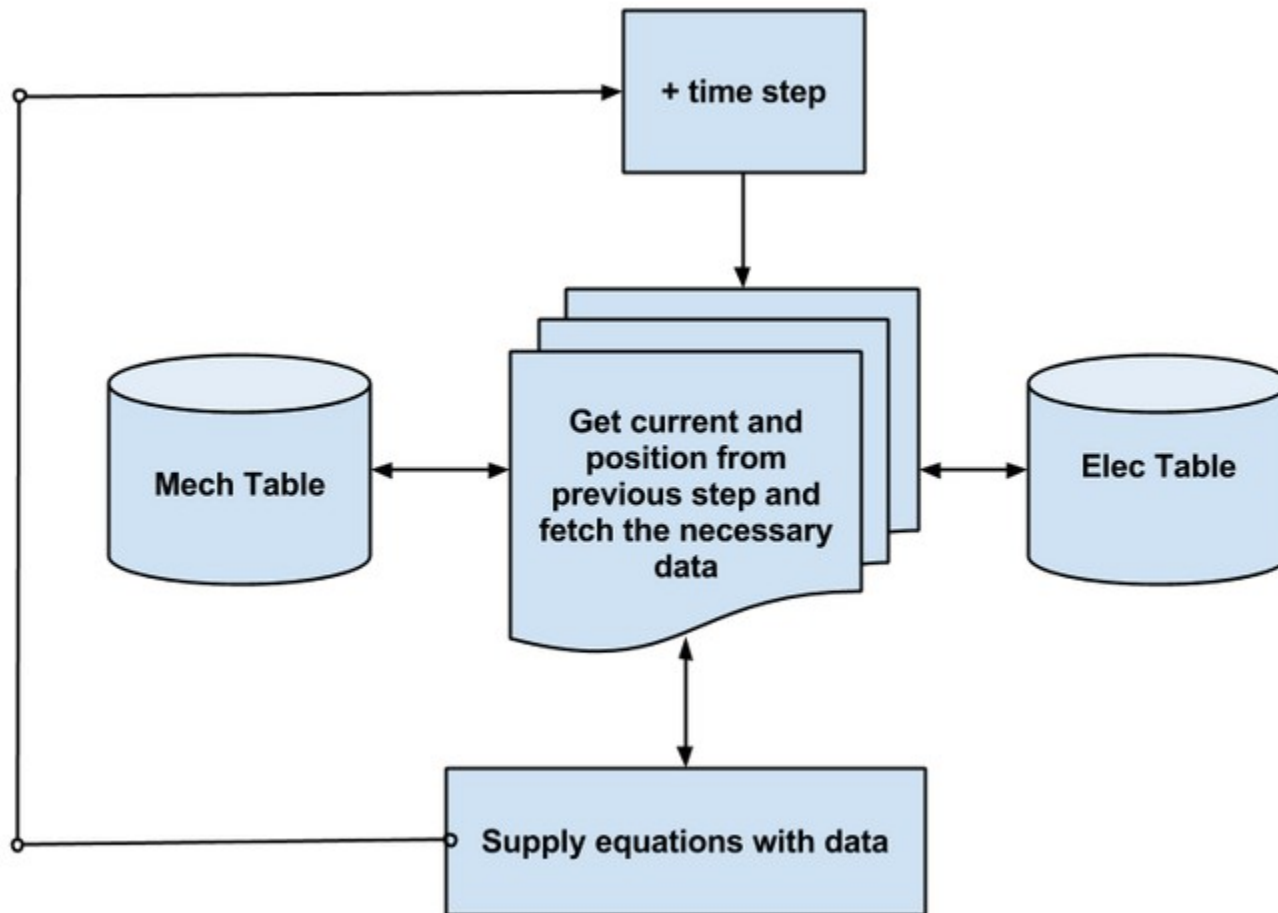 + time step
Get current and
position from
previous step and
fetch the necessary
data
Mech Table
Elec Table
Supply equations with data